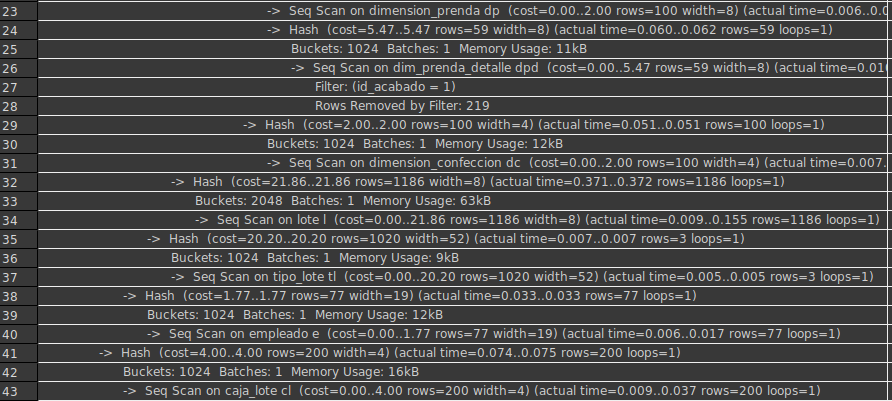 23 -> Seq Scan on dimension_prenda dp (cost=0.00..2.00 rows=100 width=8) (actual time=0.006..0.0
24 -> Hash (cost=5.47..5.47 rows=59 width=8) (actual time=0.060..0.062 rows=59 loops=1)
25 Buckets: 1024 Batches: 1 Memory Usage: 11kB
26 -> Seq Scan on dim_prenda_detalle dpd (cost=0.00..5.47 rows=59 width=8) (actual time=0.010
27 Filter: (id_acabado = 1)
28 Rows Removed by Filter: 219
29 -> Hash (cost=2.00..2.00 rows=100 width=4) (actual time=0.051..0.051 rows=100 loops=1)
30 Buckets: 1024 Batches: 1 Memory Usage: 12kB
31 -> Seq Scan on dimension_confeccion dc (cost=0.00..2.00 rows=100 width=4) (actual time=0.007.
32 -> Hash (cost=21.86..21.86 rows=1186 width=8) (actual time=0.371..0.372 rows=1186 loops=1)
33 Buckets: 2048 Batches: 1 Memory Usage: 63kB
34 -> Seq Scan on lote l (cost=0.00..21.86 rows=1186 width=8) (actual time=0.009..0.155 rows=1186 loops=1)
35 -> Hash (cost=20.20..20.20 rows=1020 width=52) (actual time=0.007..0.007 rows=3 loops=1)
36 Buckets: 1024 Batches: 1 Memory Usage: 9kB
37 -> Seq Scan on tipo_lote tl (cost=0.00..20.20 rows=1020 width=52) (actual time=0.005..0.005 rows=3 loops=1)
38 -> Hash (cost=1.77..1.77 rows=77 width=19) (actual time=0.033..0.033 rows=77 loops=1)
39 Buckets: 1024 Batches: 1 Memory Usage: 12kB
40 -> Seq Scan on empleado e (cost=0.00..1.77 rows=77 width=19) (actual time=0.006..0.017 rows=77 loops=1)
41 -> Hash (cost=4.00..4.00 rows=200 width=4) (actual time=0.074..0.075 rows=200 loops=1)
42 Buckets: 1024 Batches: 1 Memory Usage: 16kB
43 -> Seq Scan on caja_lote cl (cost=0.00..4.00 rows=200 width=4) (actual time=0.009..0.037 rows=200 loops=1)